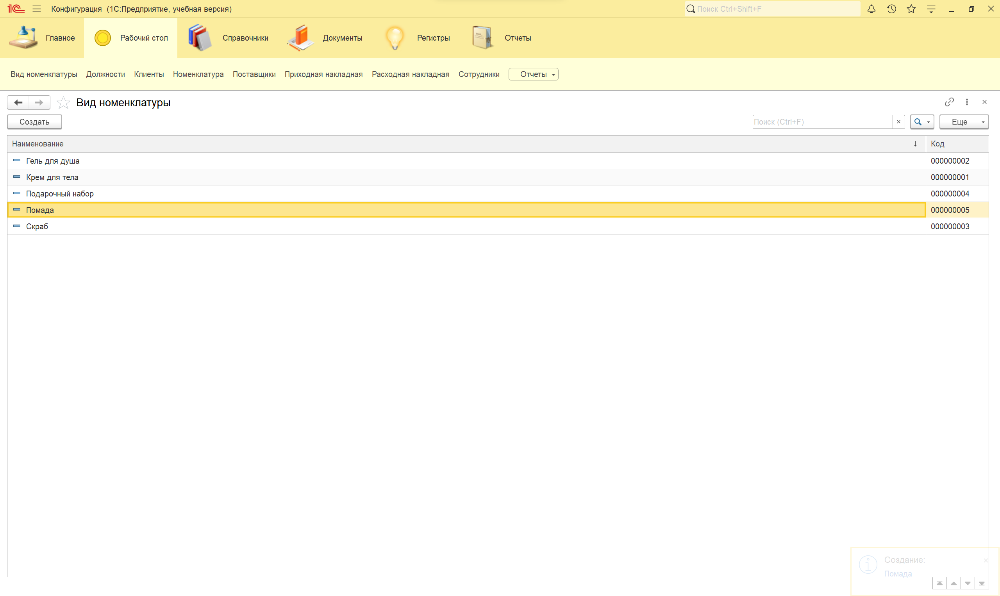 1С Конфигурация (1С:Предприятие, учебная версия) Поиск Ctrl+Shift+F
Главное Рабочий стол Справочники Документы Регистры Отчеты
Вид номенклатуры Должности Клиенты Номенклатура Поставщики Приходная накладная Расходная накладная Сотрудники Отчеты
Вид номенклатуры
Создать Поиск (Ctrl+F) Еще
Наименование Код
Гель для душа 000000002
Крем для тела 000000001
Подарочный набор 000000004
Помада 000000005
Скраб 000000003
Создание:
Помада